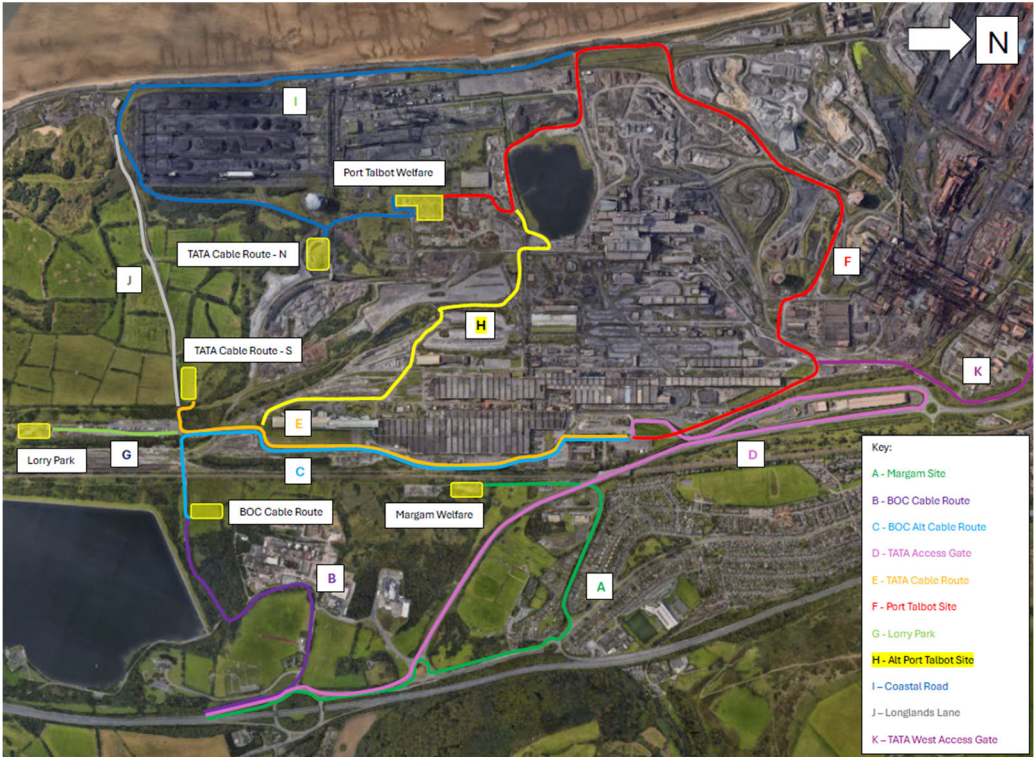 N
I
Port Talbot Welfare
TATA Cable Route - N
J
F
H
TATA Cable Route - S
K
E
Lorry Park
G
C
D
BOC Cable Route
Margam Welfare
B
A
Key:
A - Margam Site
B - BOC Cable Route
C - BOC Alt Cable Route
D - TATA Access Gate
E - TATA Cable Route
F - Port Talbot Site
G - Lorry Park
H - Alt Port Talbot Site
I – Coastal Road
J – Longlands Lane
K – TATA West Access Gate